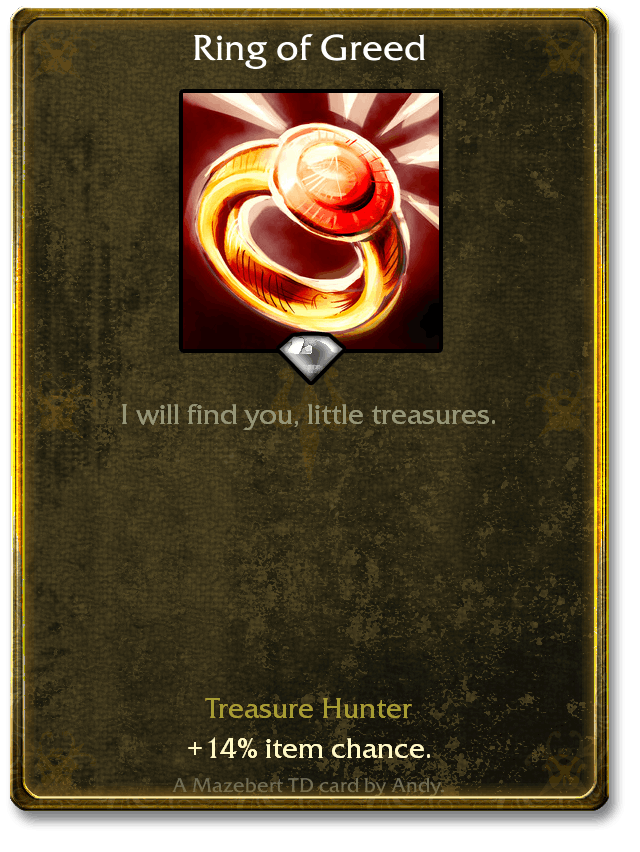 Ring of Greed
I will find you, little treasures.
Treasure Hunter
+14% item chance.
A Mazebert TD card by Andy.